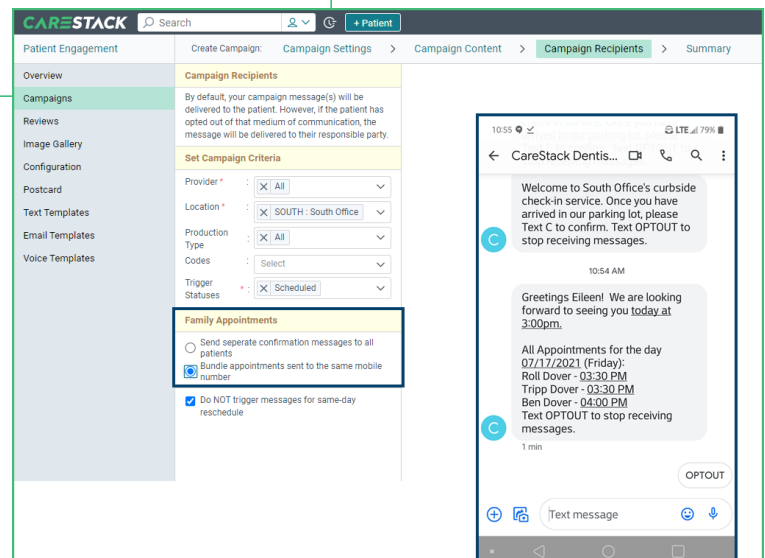 CARESTACK
Search
+ Patient
Patient Engagement
Create Campaign:
Campaign Settings
>
Campaign Content
>
Campaign Recipients
>
Summary
Overview
Campaigns
Reviews
Image Gallery
Configuration
Postcard
Text Templates
Email Templates
Voice Templates
Campaign Recipients
By default, your campaign message(s) will be
delivered to the patient. However, if the patient has
opted out of that medium of communication, the
message will be delivered to their responsible party.
Set Campaign Criteria
Provider * : X All
Location * : X SOUTH : South Office
Production
Type : X All
Codes : Select
Trigger
Statuses * : X Scheduled
Family Appointments
Send seperate confirmation messages to all
patients
Bundle appointments sent to the same mobile
number
Do NOT trigger messages for same-day
reschedule
10:55
LTE 79%
CareStack Dentis...
Welcome to South Office's curbside
check-in service. Once you have
arrived in our parking lot, please
Text C to confirm. Text OPTOUT to
stop receiving messages.
C
10:54 AM
Greetings Eileen! We are looking
forward to seeing you today at
3:00pm.
All Appointments for the day
07/17/2021 (Friday):
Roll Dover - 03:30 PM
Tripp Dover - 03:30 PM
Ben Dover - 04:00 PM
Text OPTOUT to stop receiving
messages.
C
1 min
OPTOUT
Text message